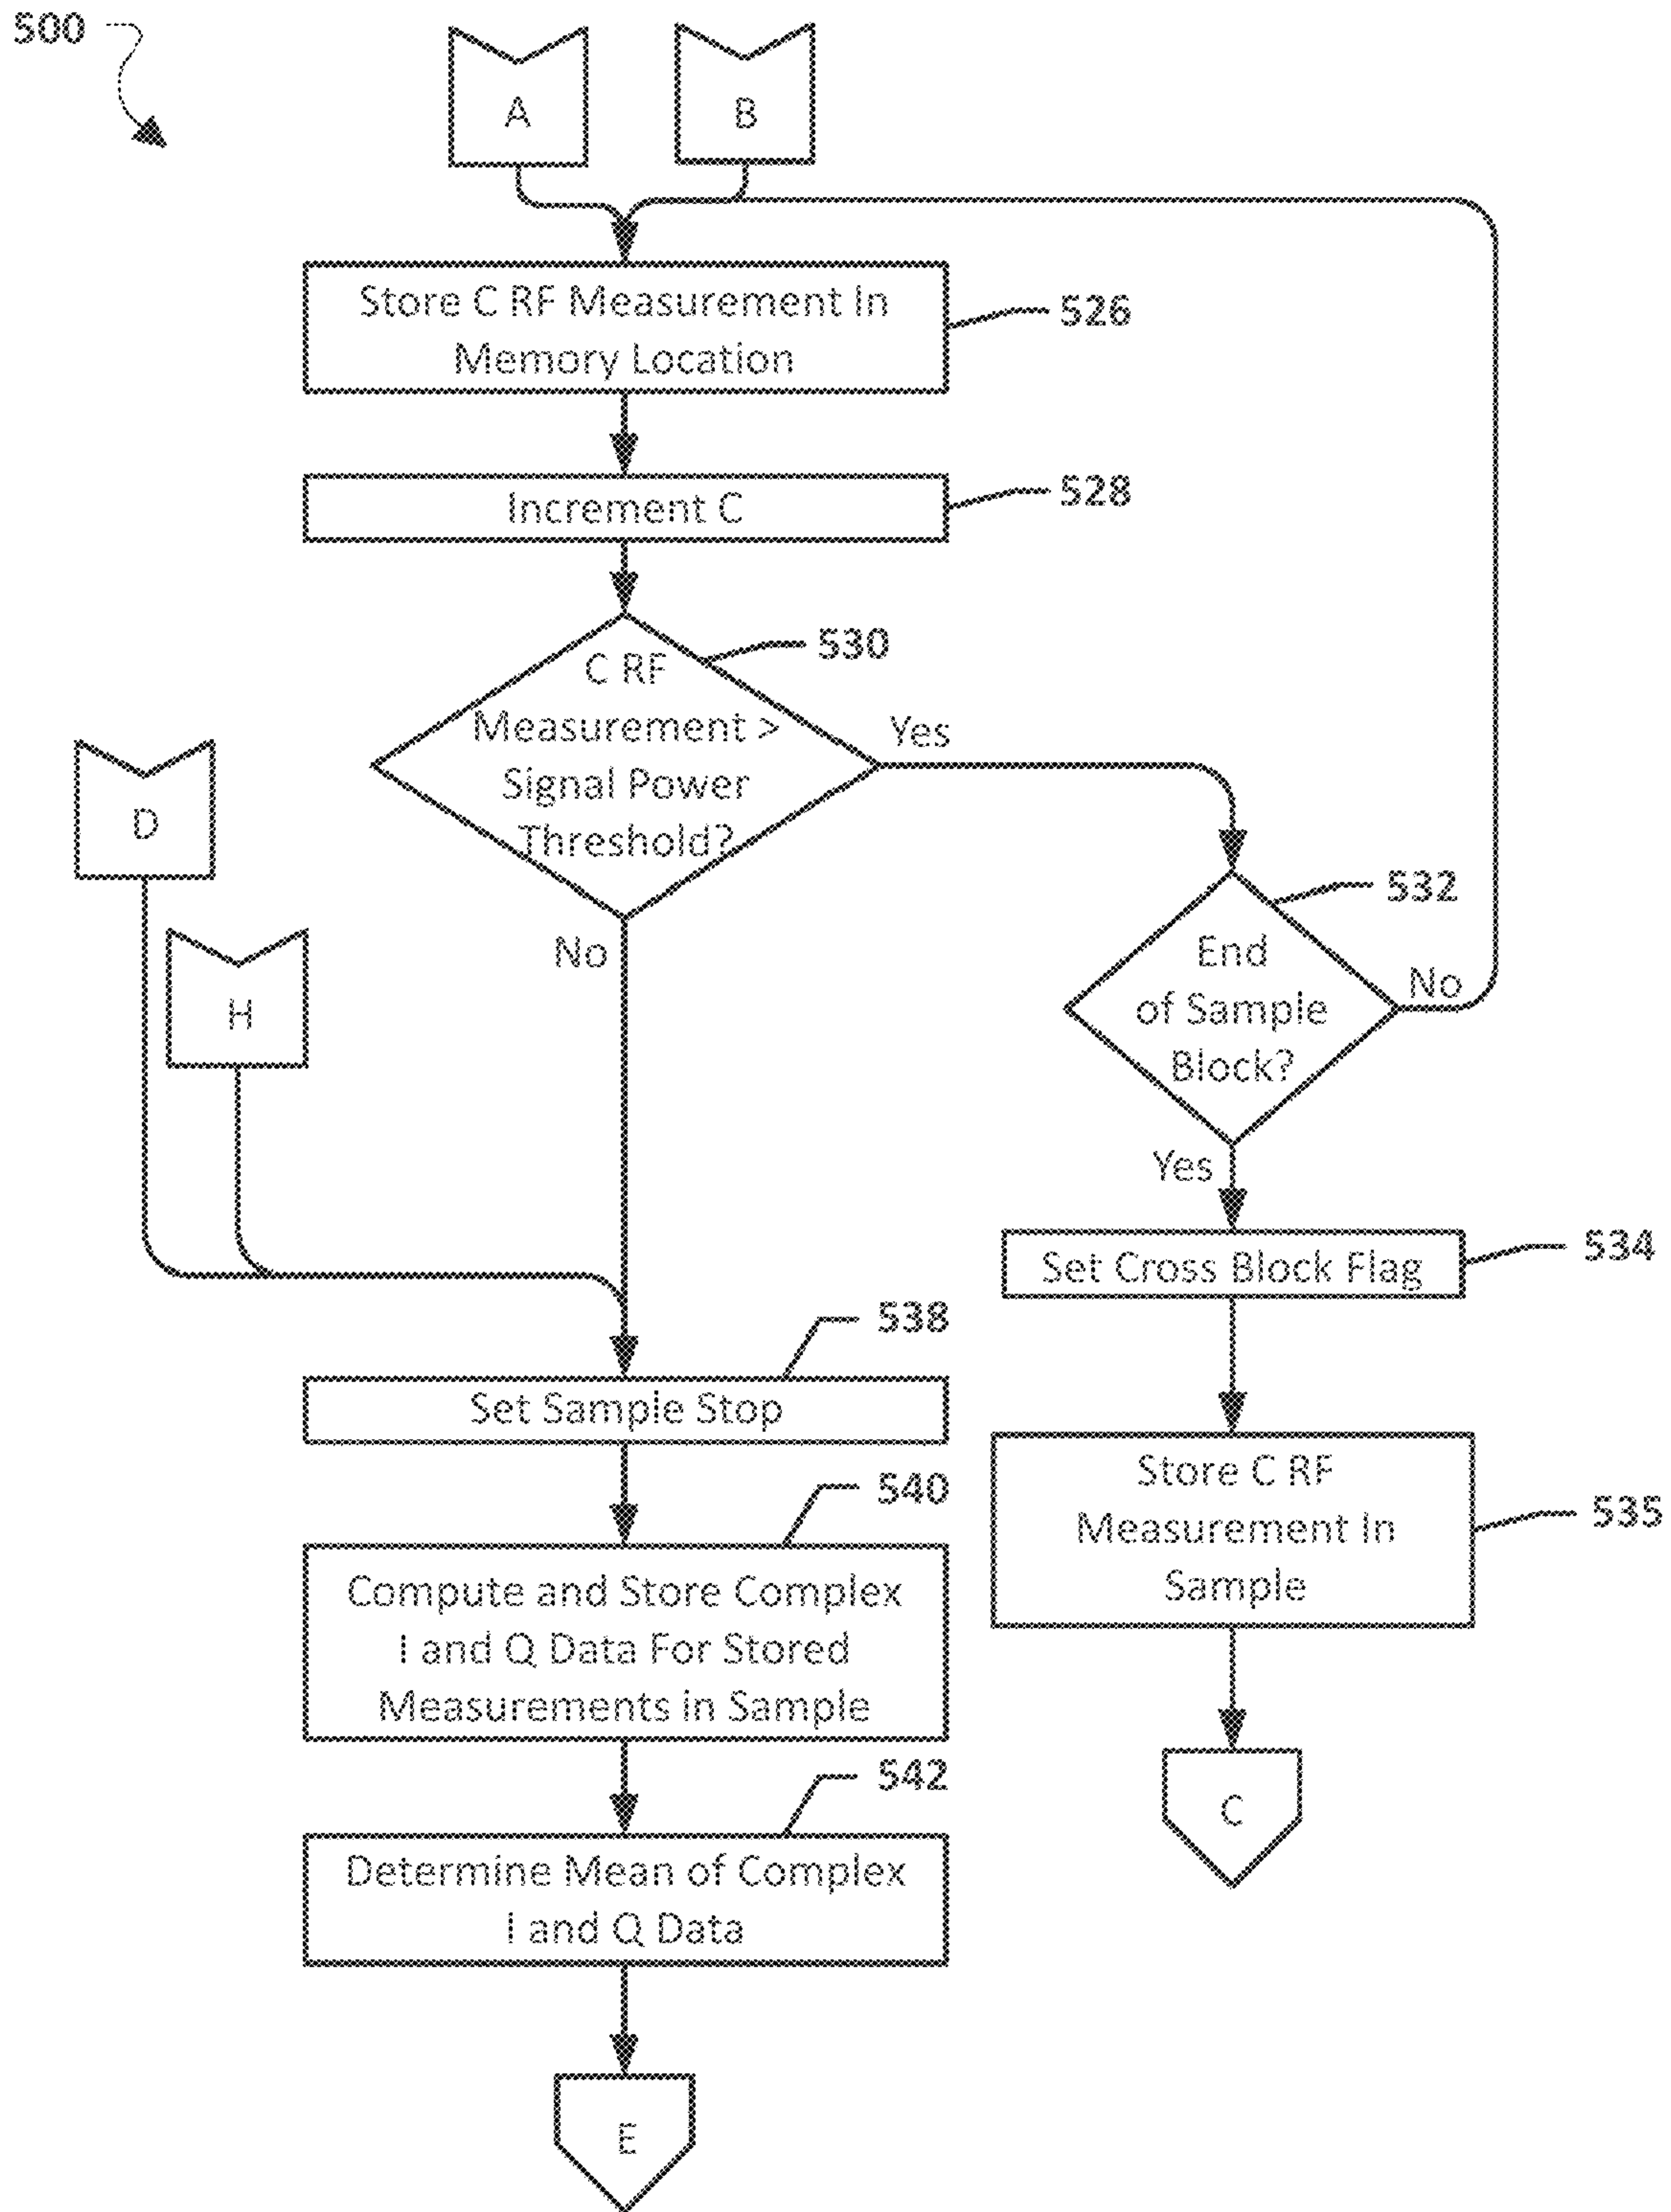 500
A
B
Store C RF Measurement In
Memory Location
526
Increment C
528
530
C RF
Measurement >
Signal Power
Threshold?
Yes
No
D
H
532
End
of Sample
Block?
No
Yes
Set Cross Block Flag
534
538
Set Sample Stop
Store C RF
Measurement In
Sample
535
540
Compute and Store Complex
I and Q Data For Stored
Measurements in Sample
C
542
Determine Mean of Complex
I and Q Data
E